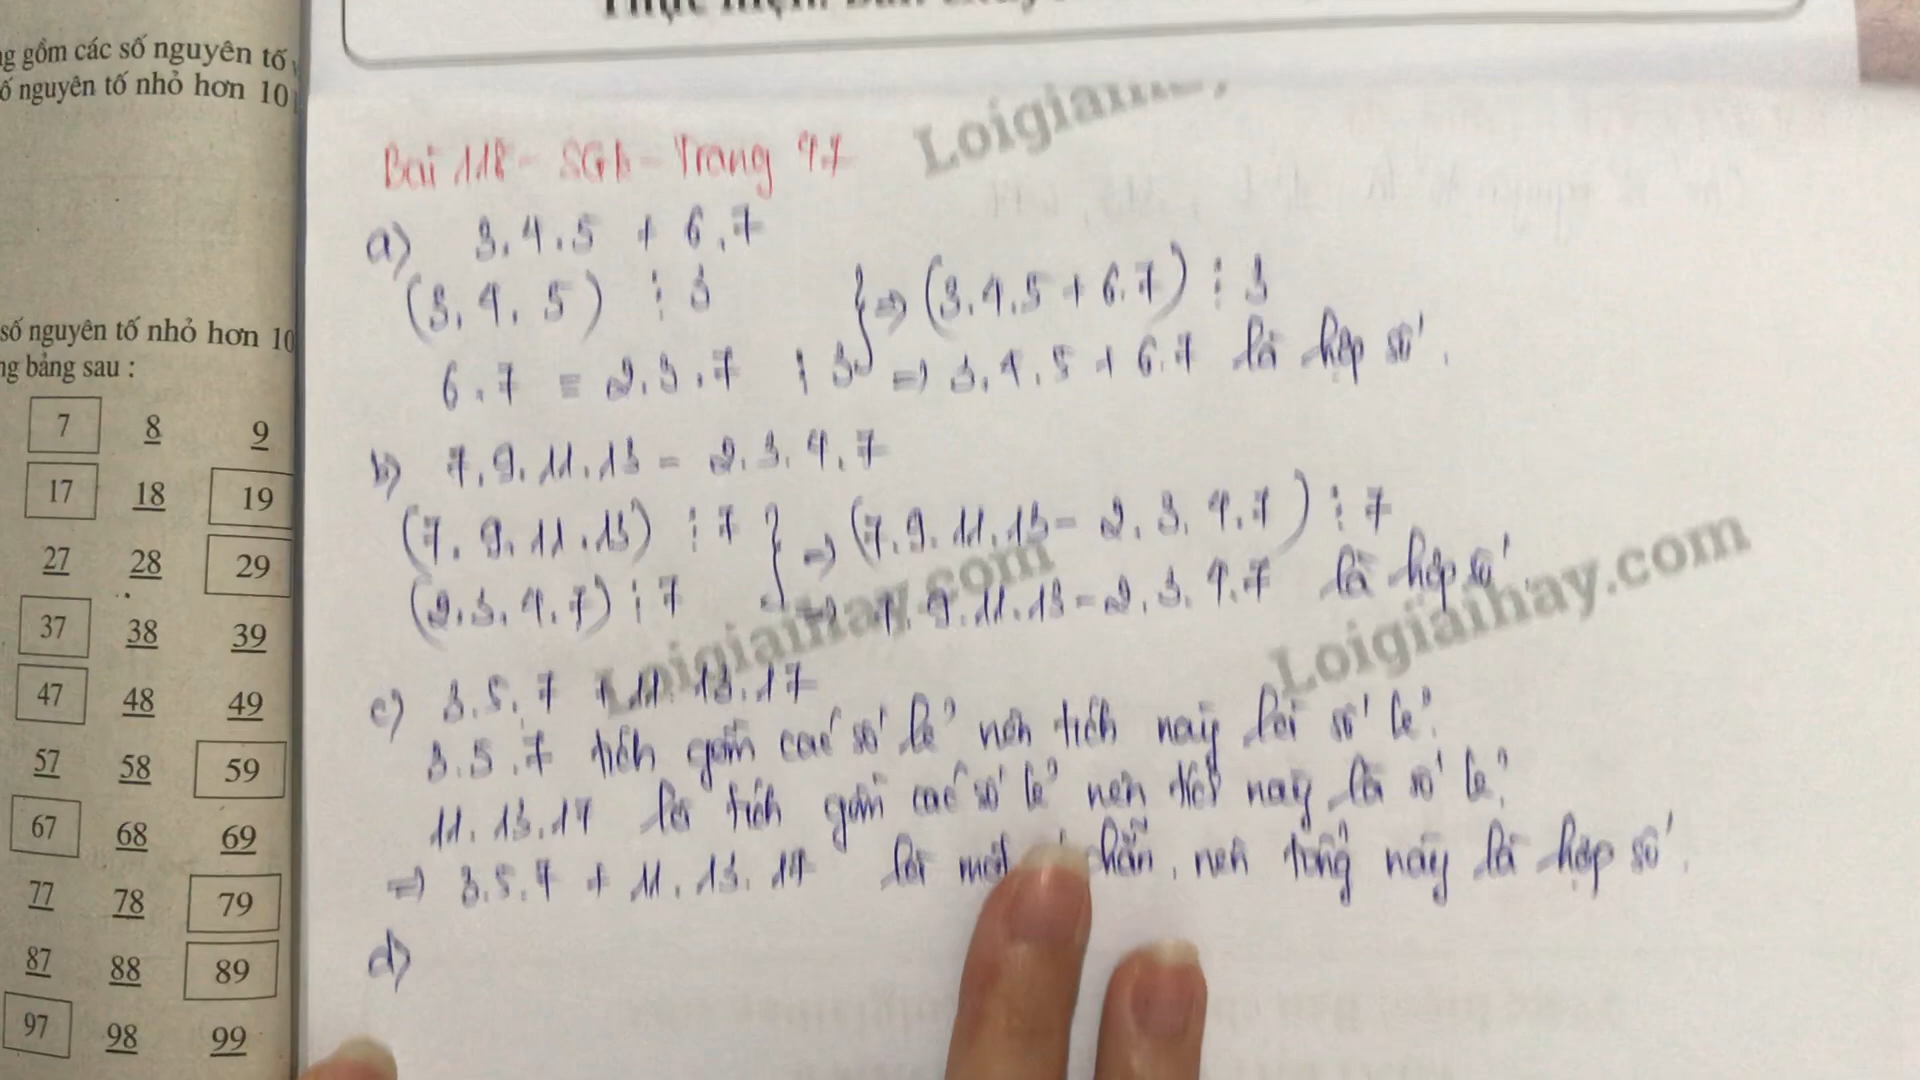 g gồm các số nguyên tố
ố nguyên tố nhỏ hơn 10
số nguyên tố nhỏ hơn 10
g bảng sau :
7 8 9
17 18 19
27 28 29
37 38 39
47 48 49
57 58 59
67 68 69
77 78 79
87 88 89
97 98 99
Loigiaihay
Bài 118 - SGK - Trang 47
a) 3.4.5 + 6.7
(3.4.5) ⋮ 3 } => (3.4.5 + 6.7) ⋮ 3
6.7 = 2.3.7 ⋮ 3 => 3.4.5 + 6.7 là hợp số.
b) 7.9.11.13 - 2.3.4.7
(7.9.11.13) ⋮ 7 } => (7.9.11.13 - 2.3.4.7) ⋮ 7
(2.3.4.7) ⋮ 7 => 7.9.11.13 - 2.3.4.7 là hợp số
Loigiaihay.com
Loigiaihay.com
c) 3.5.7 + 11.13.17
3.5.7 tích gồm các số lẻ nên tích này là số lẻ.
11.13.17 là tích gồm các số lẻ nên tích này là số lẻ.
=> 3.5.7 + 11.13.17 là một chẵn, nên tổng này là hợp số.
d)